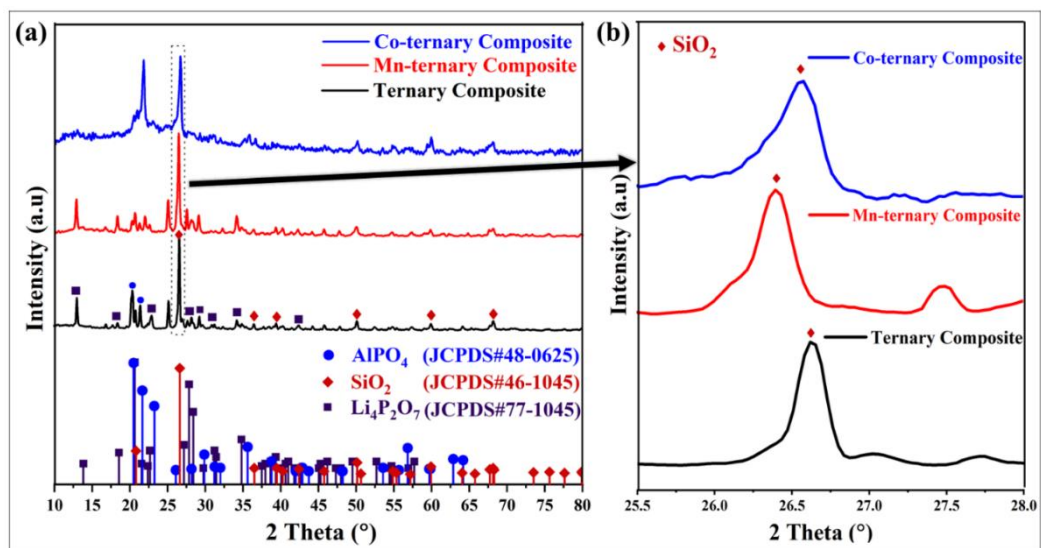 (a)
Co-ternary Composite
Mn-ternary Composite
Ternary Composite
Intensity (a.u)
AlPO₄ (JCPDS#48-0625)
SiO₂ (JCPDS#46-1045)
Li₄P₂O₇ (JCPDS#77-1045)
10 15 20 25 30 35 40 45 50 55 60 65 70 75 80
2 Theta (°)
(b)
SiO₂
Co-ternary Composite
Mn-ternary Composite
Ternary Composite
Intensity (a.u)
25.5 26.0 26.5 27.0 27.5 28.0
2 Theta (°)